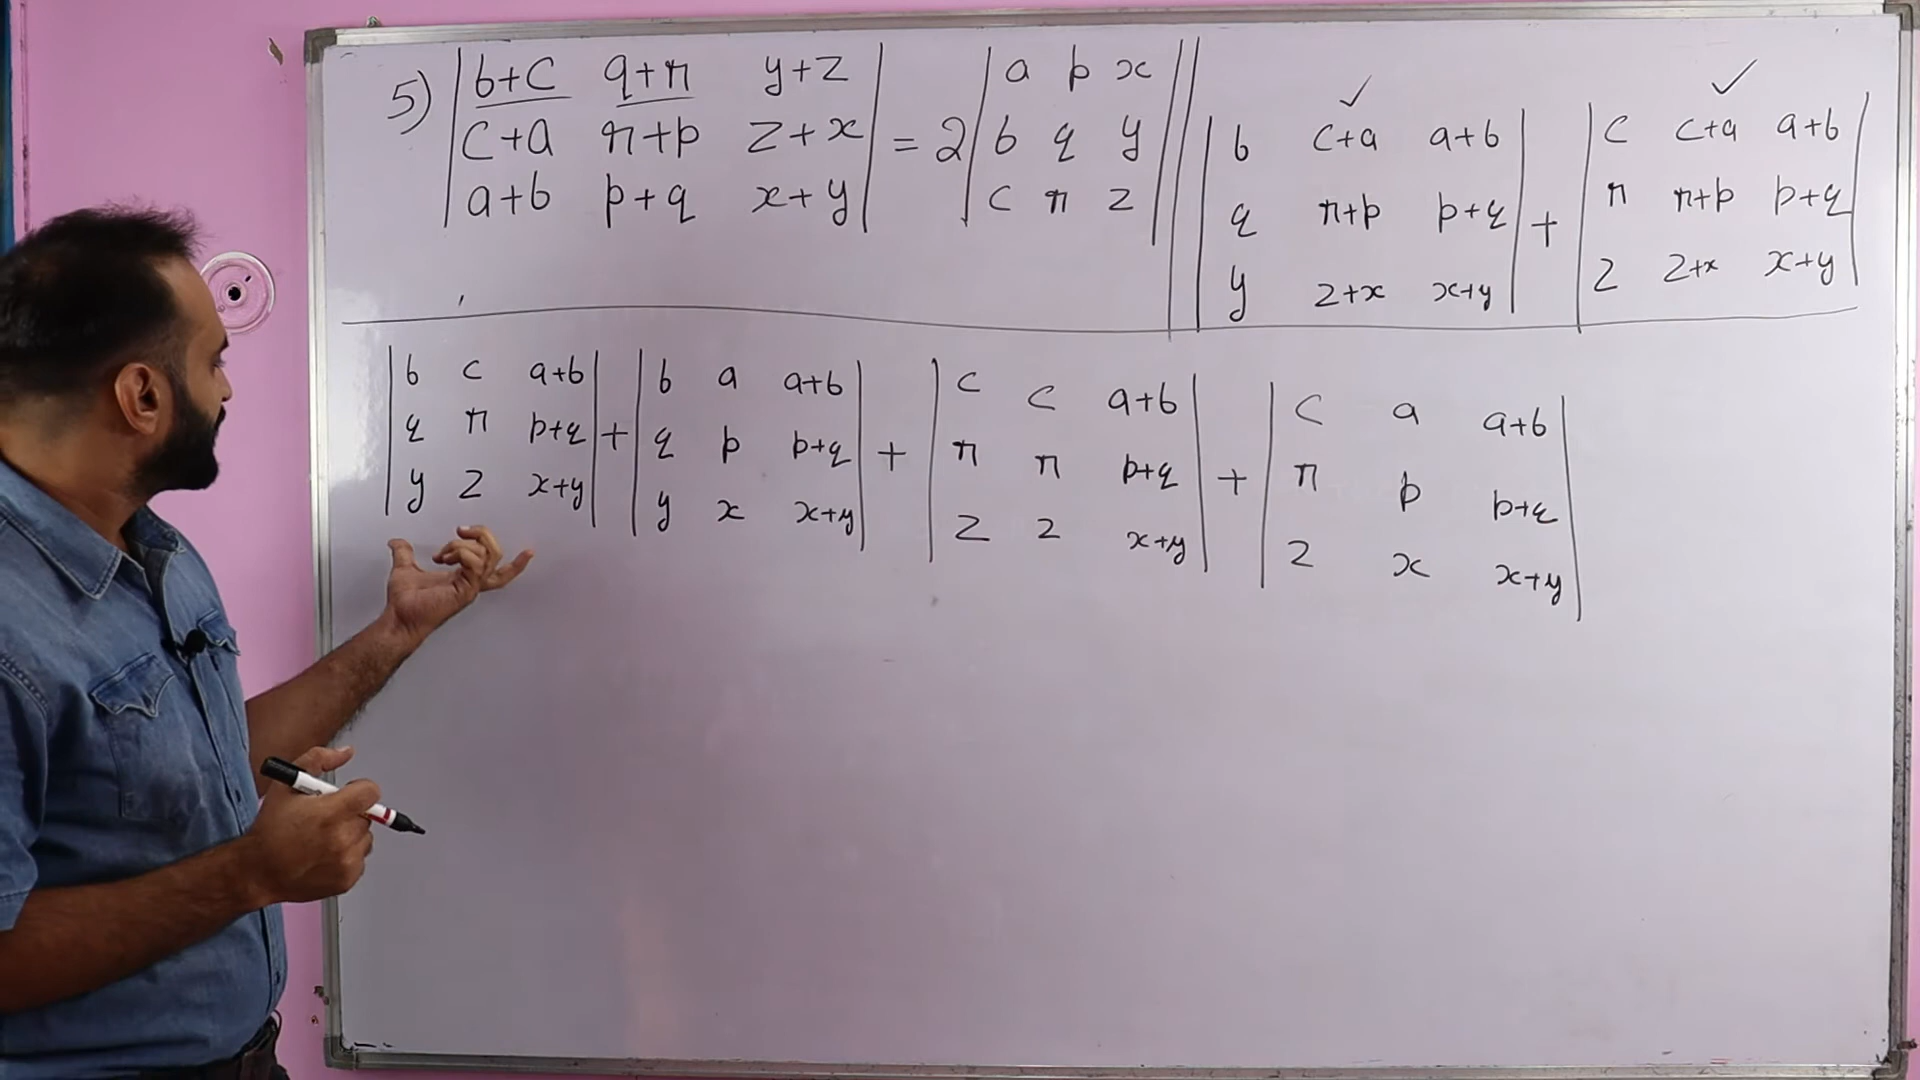 5) | b+c q+r y+z | = 2 | a p x |
| c+a r+p z+x | | b q y |
| a+b p+q x+y | | c r z |
| b c+a a+b | + | c c+a a+b |
| q r+p p+q | | r r+p p+q |
| y z+x x+y | | z z+x x+y |
| b c a+b | + | b a a+b | + | c c a+b | + | c a a+b |
| q r p+q | | q p p+q | | r r p+q | | r p p+q |
| y z x+y | | y x x+y | | z z x+y | | z x x+y |